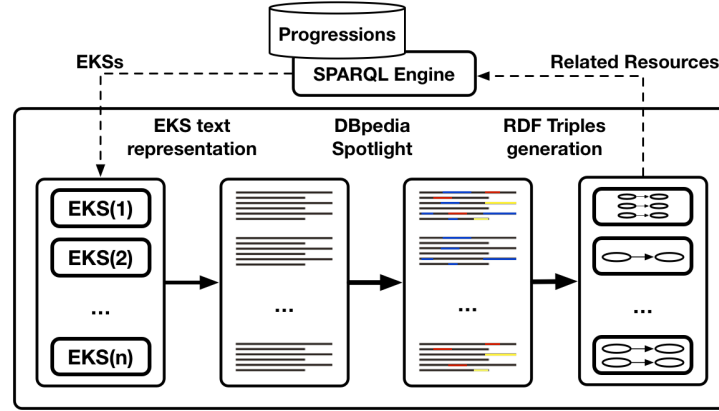 Progressions
EKSs
SPARQL Engine
Related Resources
EKS text
representation
DBpedia
Spotlight
RDF Triples
generation
EKS(1)
EKS(2)
...
EKS(n)
...
...
...